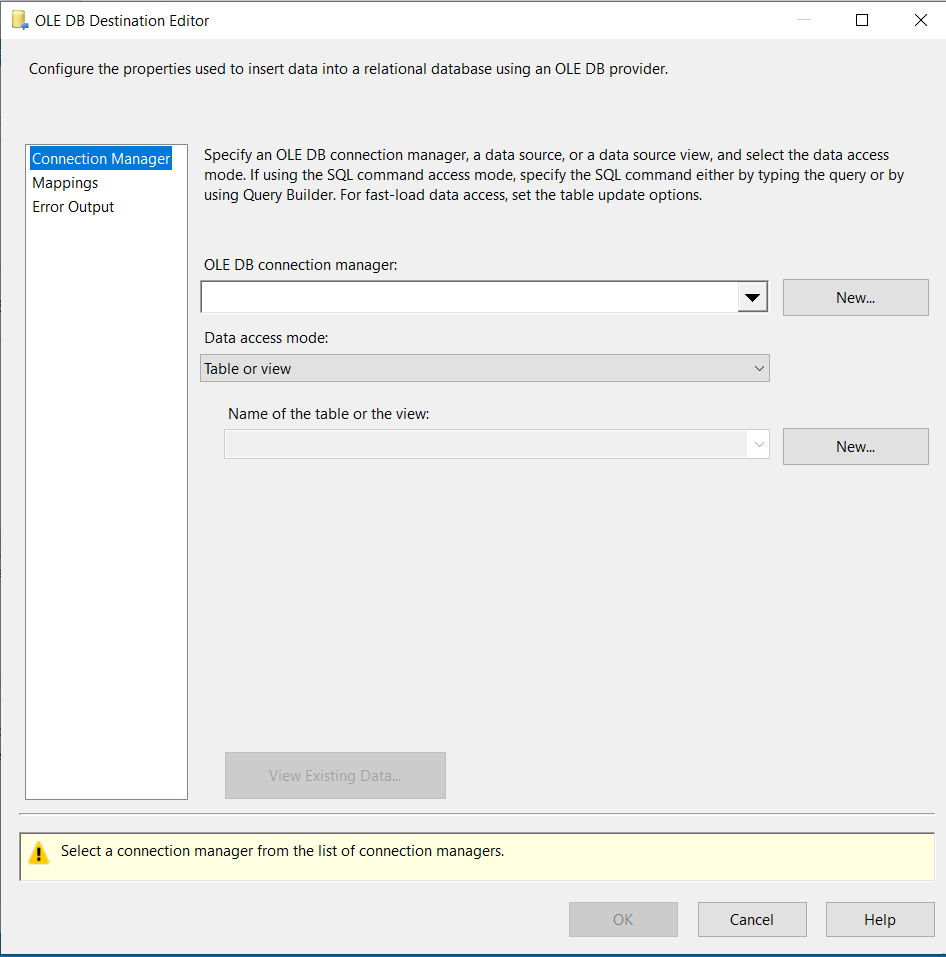 OLE DB Destination Editor
Configure the properties used to insert data into a relational database using an OLE DB provider.
Connection Manager
Mappings
Error Output
Specify an OLE DB connection manager, a data source, or a data source view, and select the data access
mode. If using the SQL command access mode, specify the SQL command either by typing the query or by
using Query Builder. For fast-load data access, set the table update options.
OLE DB connection manager:
New...
Data access mode:
Table or view
Name of the table or the view:
New...
View Existing Data...
Select a connection manager from the list of connection managers.
OK
Cancel
Help